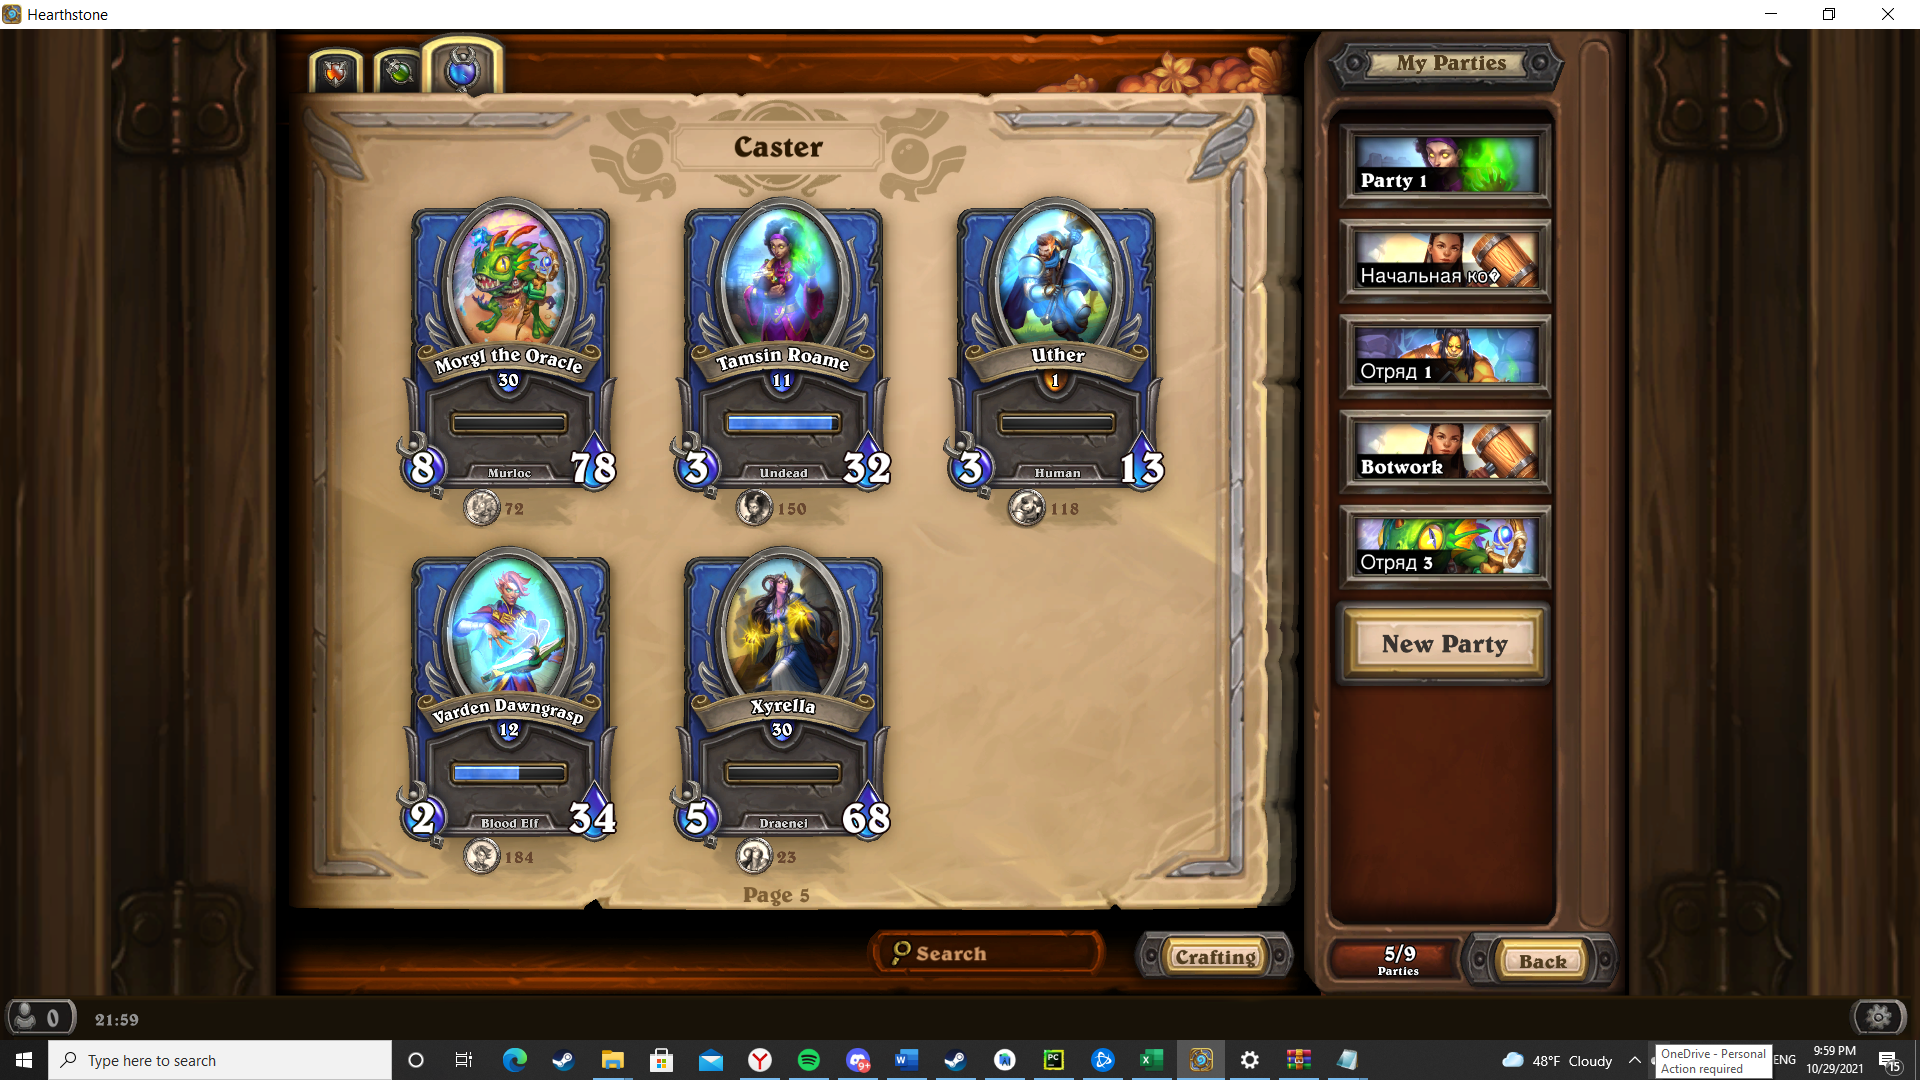 Hearthstone
My Parties
Caster
Party 1
Начальная ко�
Morgl the Oracle
Tamsin Roame
Uther
30
11
1
Отряд 1
8
Murloc
78
3
Undead
32
3
Human
13
72
150
118
Botwork
Отряд 3
New Party
Varden Dawngrasp
Xyrella
12
30
2
Blood Elf
34
5
Draenei
68
184
23
Page 5
Search
Crafting
5/9
Parties
Back
0
21:59
Type here to search
9+
W
PC
X
48°F Cloudy
OneDrive - Personal
Action required
ENG
9:59 PM
10/29/2021
15